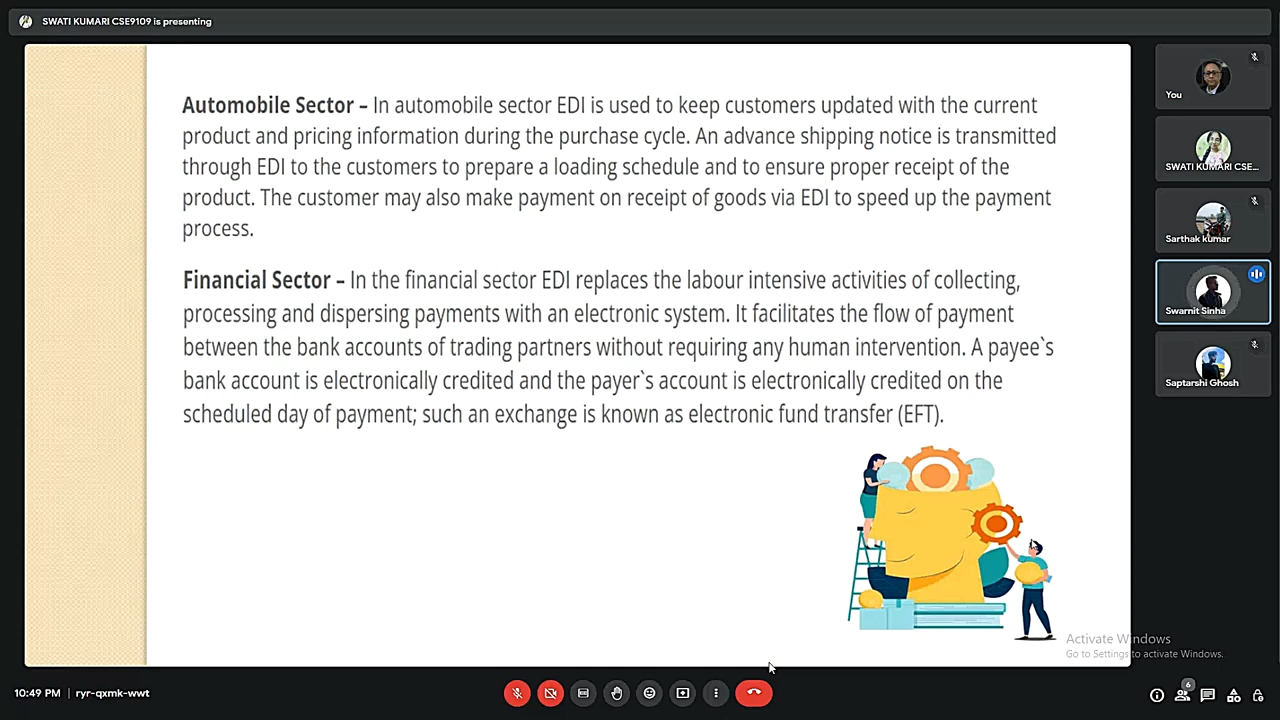 SWATI KUMARI CSE9109 is presenting
Automobile Sector – In automobile sector EDI is used to keep customers updated with the current
product and pricing information during the purchase cycle. An advance shipping notice is transmitted
through EDI to the customers to prepare a loading schedule and to ensure proper receipt of the
product. The customer may also make payment on receipt of goods via EDI to speed up the payment
process.
Financial Sector – In the financial sector EDI replaces the labour intensive activities of collecting,
processing and dispersing payments with an electronic system. It facilitates the flow of payment
between the bank accounts of trading partners without requiring any human intervention. A payee`s
bank account is electronically credited and the payer`s account is electronically credited on the
scheduled day of payment; such an exchange is known as electronic fund transfer (EFT).
You
SWATI KUMARI CSE...
Sarthak kumar
Swarnit Sinha
Saptarshi Ghosh
Activate Windows
Go to Settings to activate Windows.
10:49 PM | ryr-qxmk-wwt
6